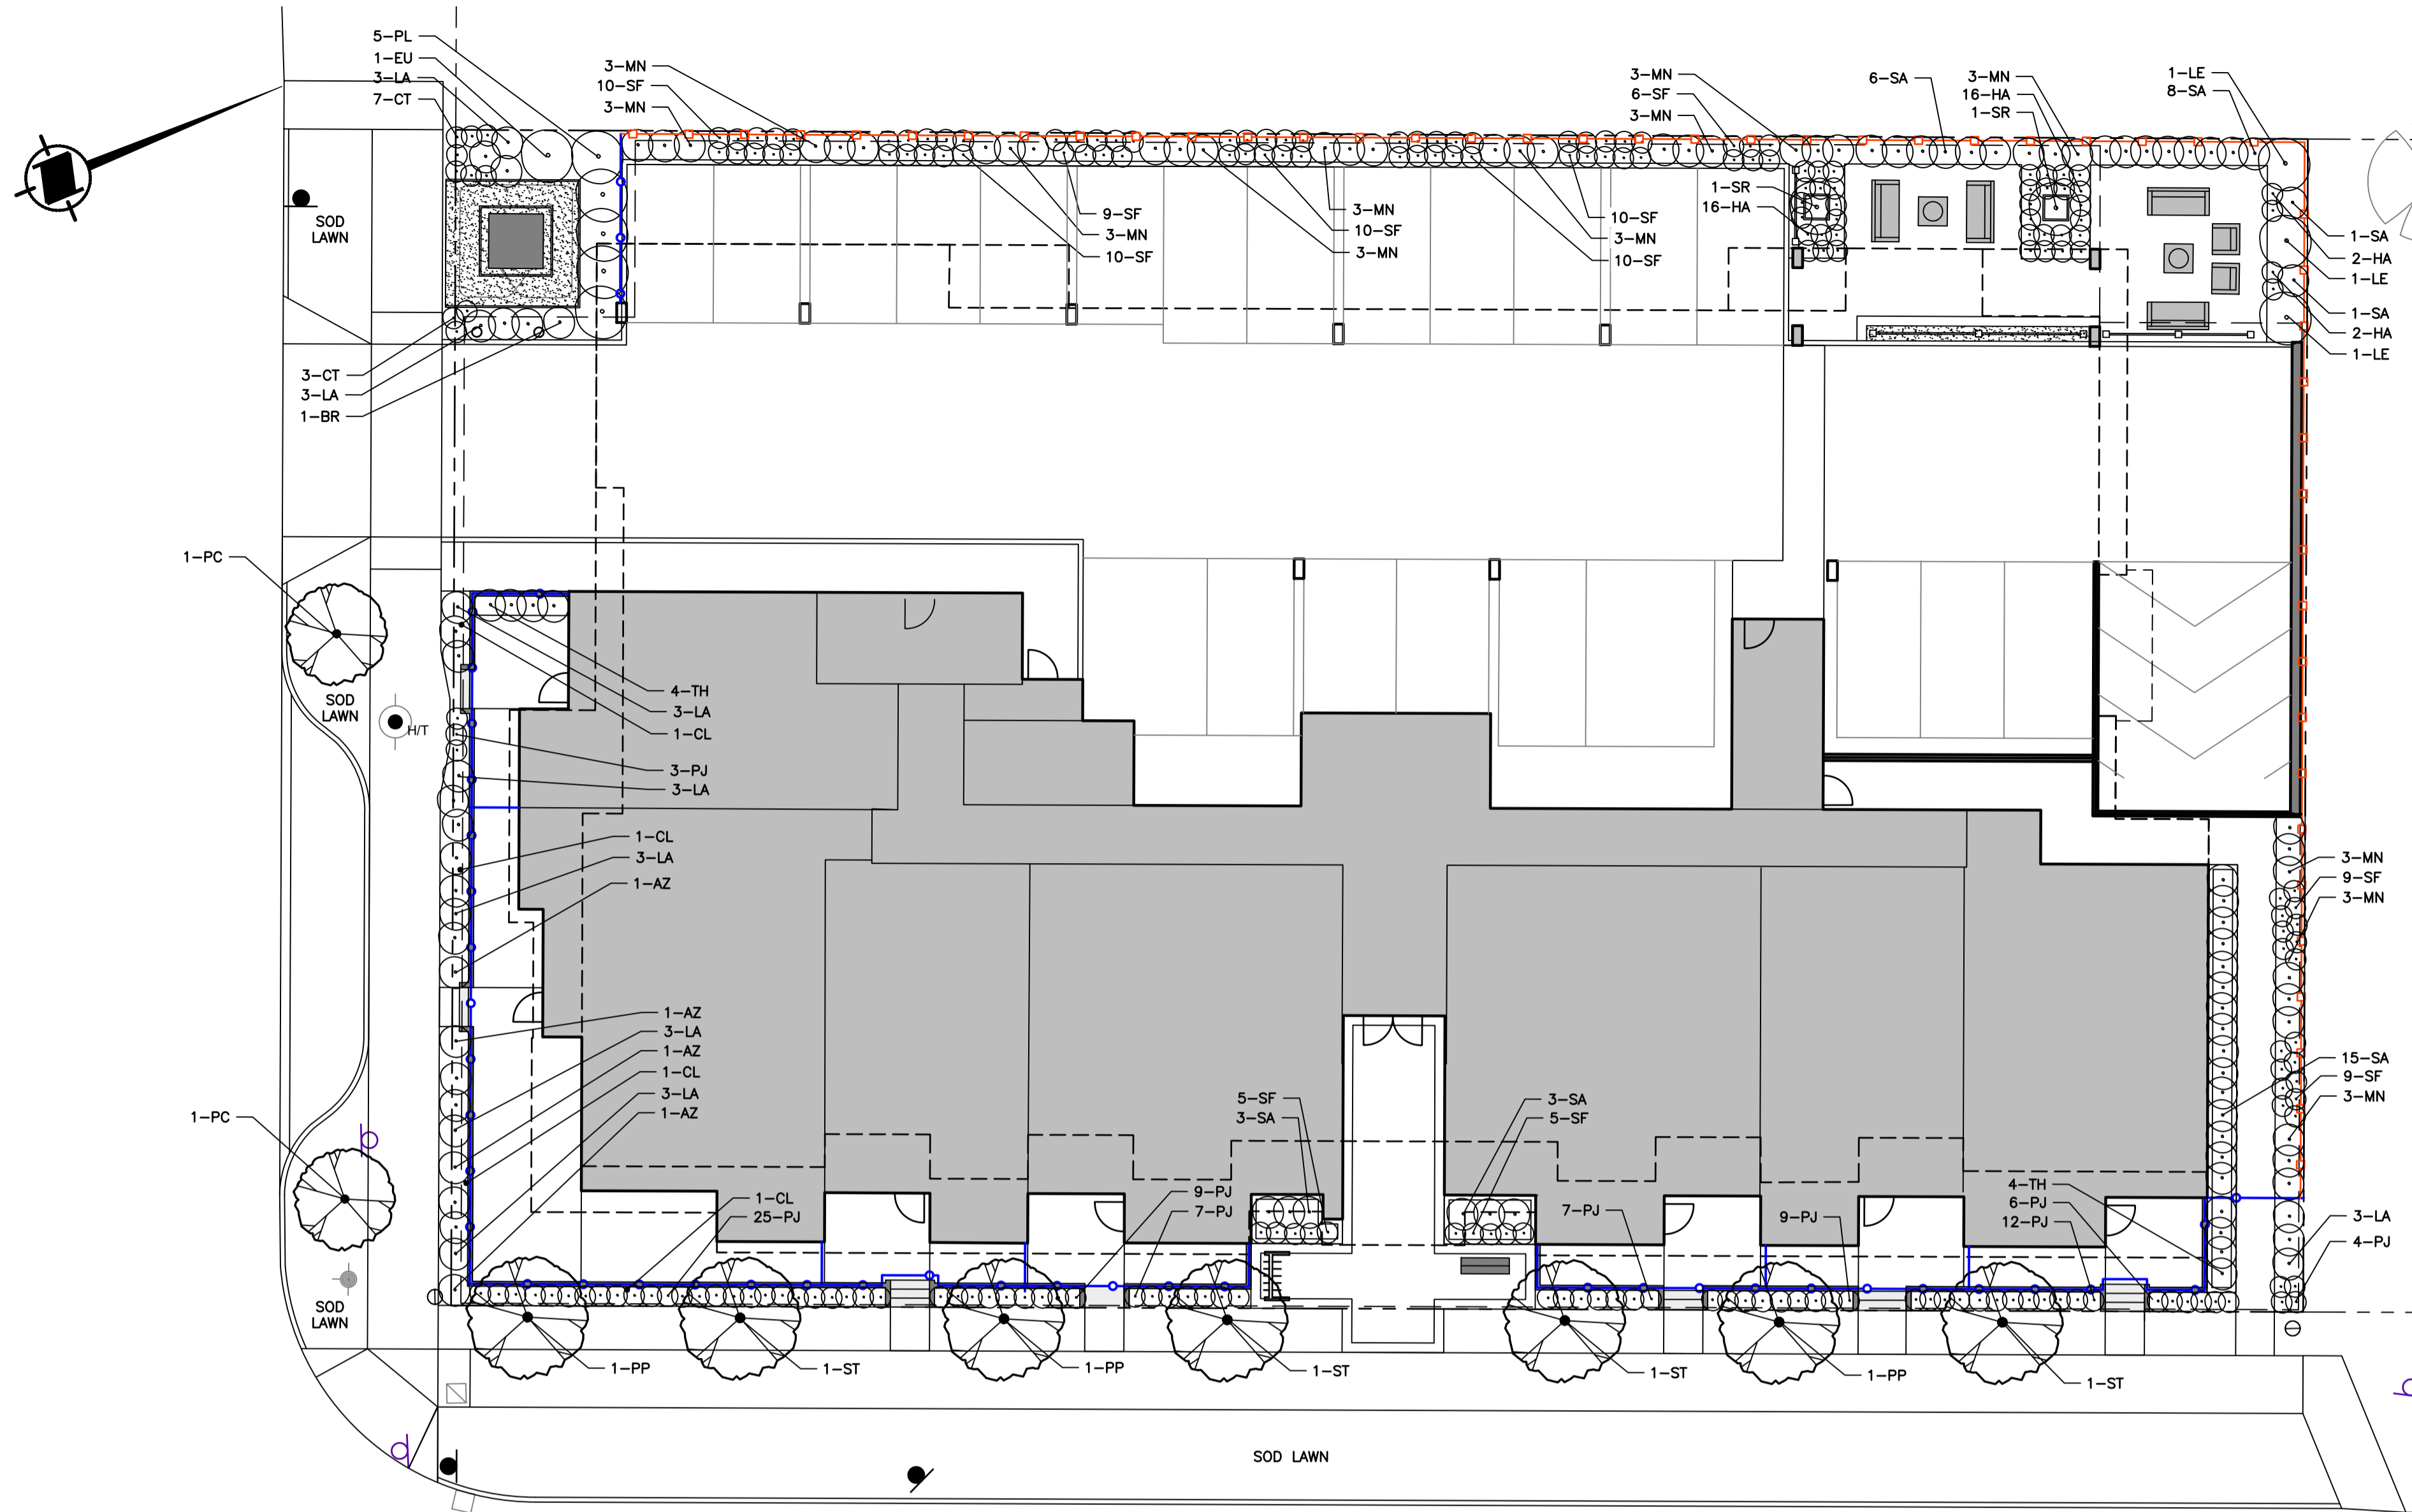 5-PL
1-EU
3-LA
7-CT
3-MN
10-SF
3-MN
3-MN
6-SF
3-MN
6-SA
3-MN
16-HA
1-SR
1-LE
8-SA
SOD
LAWN
9-SF
3-MN
10-SF
3-MN
10-SF
3-MN
10-SF
3-MN
10-SF
1-SR
16-HA
1-SA
2-HA
1-LE
1-SA
2-HA
1-LE
3-CT
3-LA
1-BR
1-PC
SOD
LAWN
H/T
4-TH
3-LA
1-CL
3-PJ
3-LA
1-CL
3-LA
1-AZ
3-MN
9-SF
3-MN
1-AZ
3-LA
1-AZ
1-CL
3-LA
1-AZ
1-PC
5-SF
3-SA
3-SA
5-SF
15-SA
9-SF
3-MN
1-CL
25-PJ
9-PJ
7-PJ
7-PJ
9-PJ
4-TH
6-PJ
12-PJ
3-LA
4-PJ
SOD
LAWN
1-PP
1-ST
1-PP
1-ST
1-ST
1-PP
1-ST
SOD LAWN